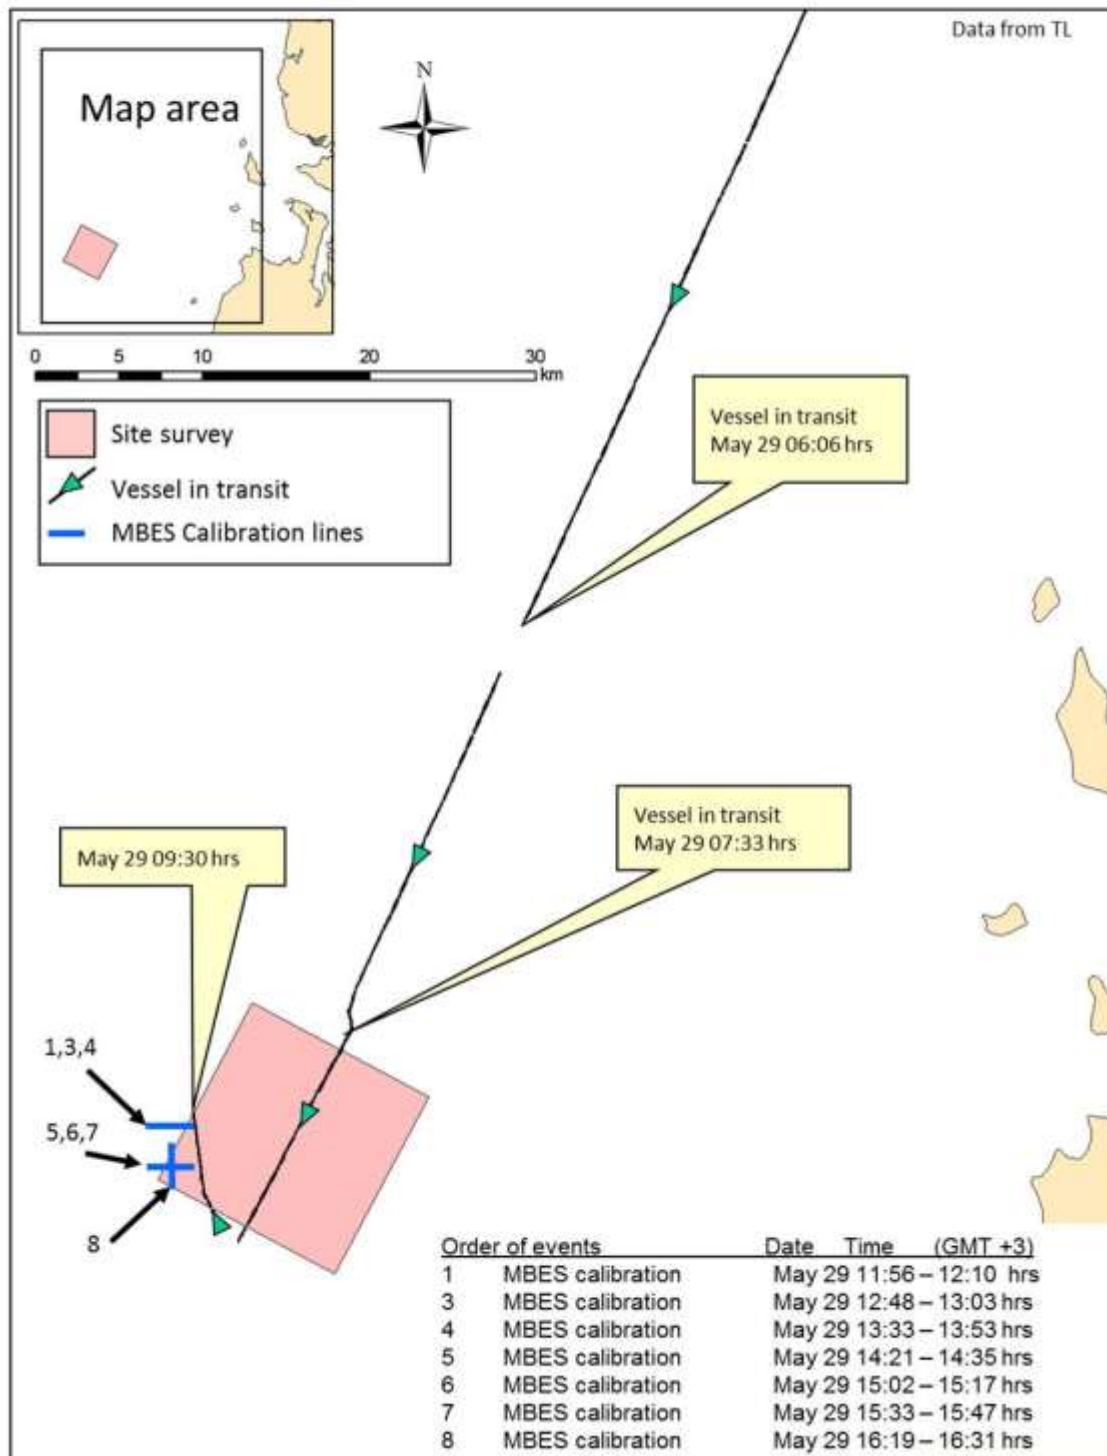 Data from TL
Map area
N
0 5 10 20 30
km
Site survey
Vessel in transit
MBES Calibration lines
Vessel in transit
May 29 06:06 hrs
Vessel in transit
May 29 07:33 hrs
May 29 09:30 hrs
1,3,4
5,6,7
8
Order of events Date Time (GMT +3)
1 MBES calibration May 29 11:56 – 12:10 hrs
3 MBES calibration May 29 12:48 – 13:03 hrs
4 MBES calibration May 29 13:33 – 13:53 hrs
5 MBES calibration May 29 14:21 – 14:35 hrs
6 MBES calibration May 29 15:02 – 15:17 hrs
7 MBES calibration May 29 15:33 – 15:47 hrs
8 MBES calibration May 29 16:19 – 16:31 hrs